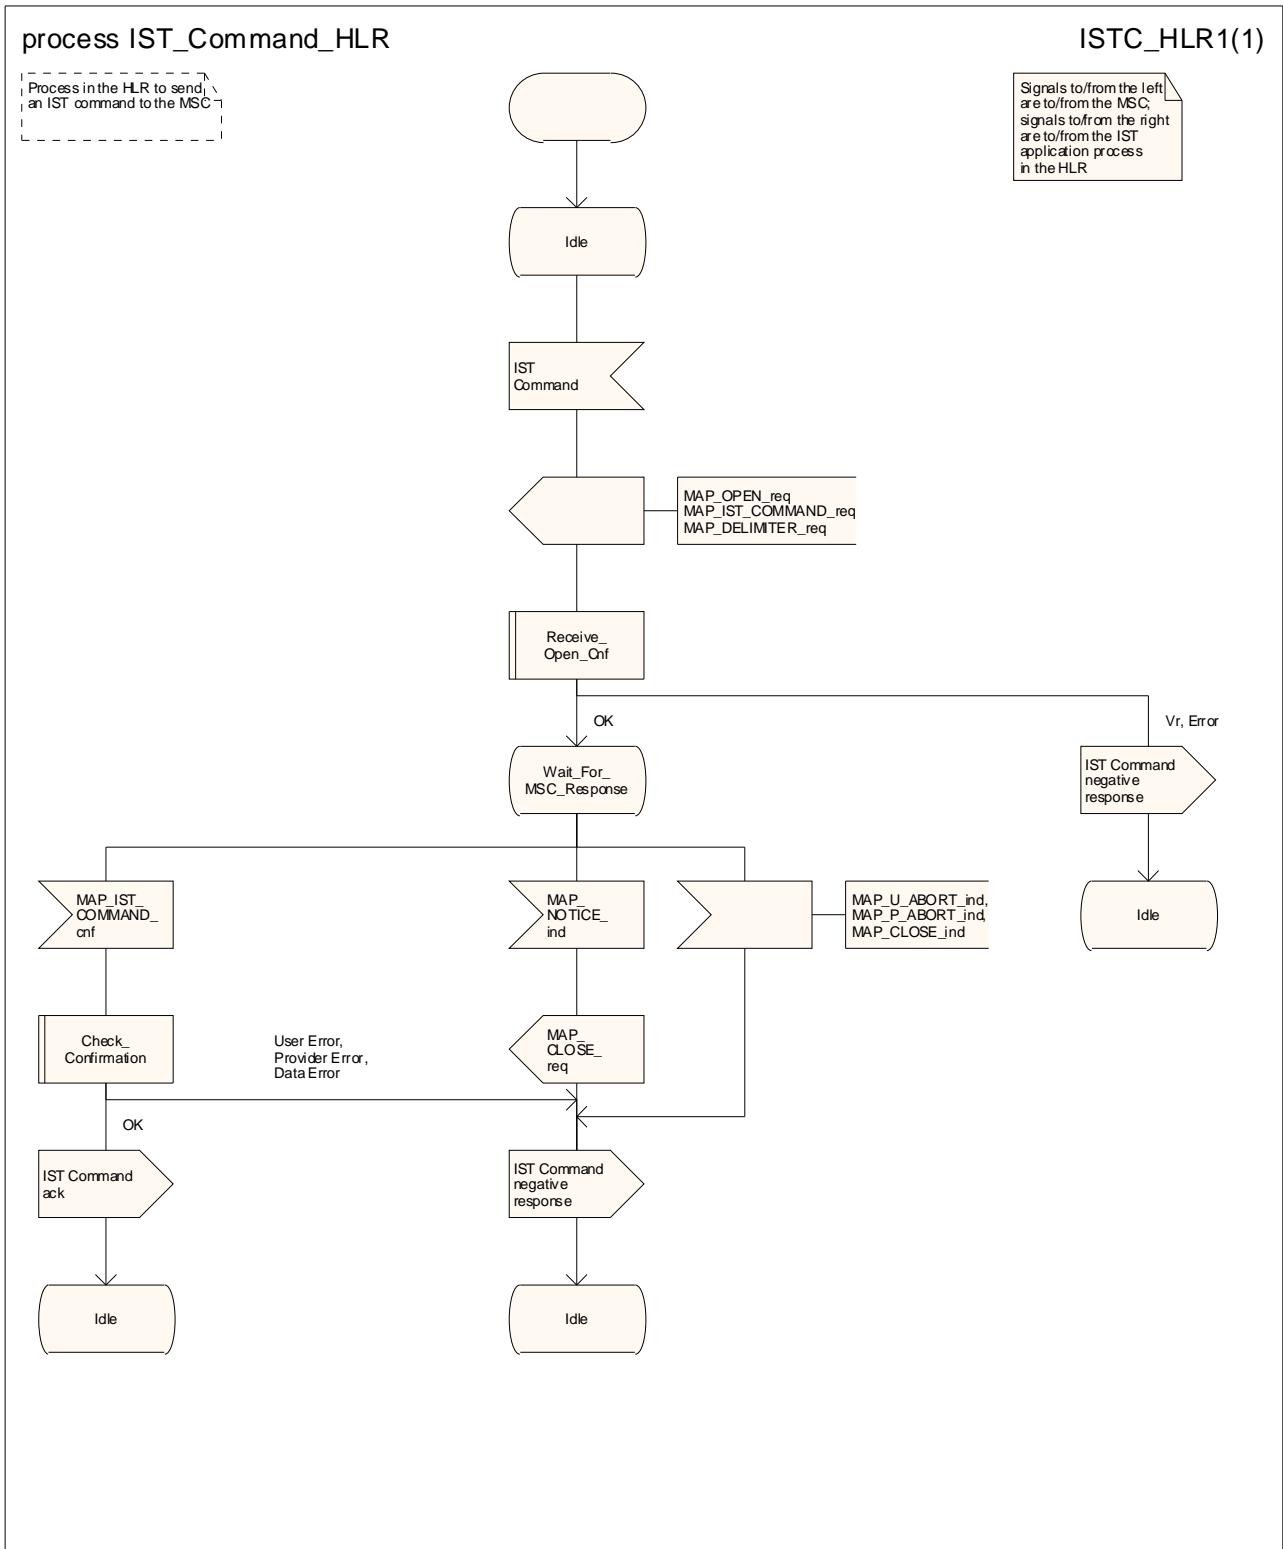 process IST_Command_HLR
ISTC_HLR1(1)
Process in the HLR to send
an IST command to the MSC
Signals to/from the left
are to/from the MSC;
signals to/from the right
are to/from the IST
application process
in the HLR
Idle
IST
Command
MAP_OPEN_req
MAP_IST_COMMAND_req
MAP_DELIMITER_req
Receive_
Open_Cnf
OK
Vr, Error
Wait_For_
MSC_Response
IST Command
negative
response
MAP_IST_
COMMAND_
cnf
MAP_
NOTICE_
ind
MAP_U_ABORT_ind,
MAP_P_ABORT_ind,
MAP_CLOSE_ind
Idle
Check_
Confirmation
User Error,
Provider Error,
Data Error
MAP_
CLOSE_
req
OK
IST Command
ack
IST Command
negative
response
Idle
Idle